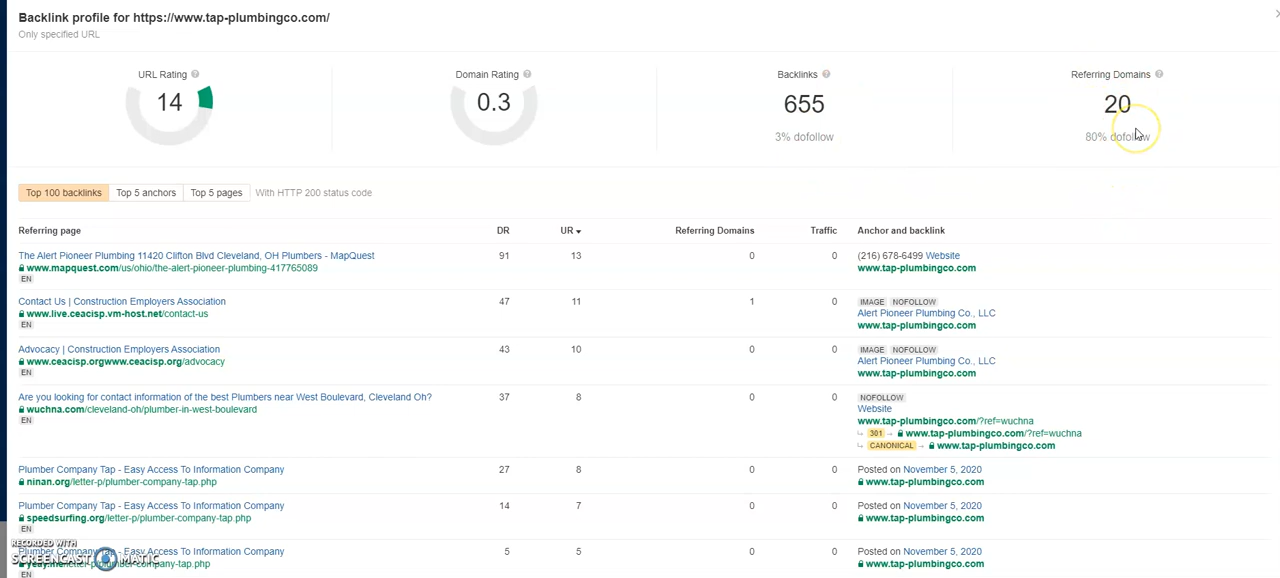 Backlink profile for https://www.tap-plumbingco.com/
Only specified URL
URL Rating
Domain Rating
Backlinks
Referring Domains
14
0.3
655
20
3% dofollow
80% dofollow
Top 100 backlinks Top 5 anchors Top 5 pages With HTTP 200 status code
Referring page DR UR Referring Domains Traffic Anchor and backlink
The Alert Pioneer Plumbing 11420 Clifton Blvd Cleveland, OH Plumbers - MapQuest 91 13 0 0 (216) 678-6499 Website
www.mapquest.com/us/ohio/the-alert-pioneer-plumbing-417765089 www.tap-plumbingco.com
EN
Contact Us | Construction Employers Association 47 11 1 0 IMAGE NOFOLLOW
www.live.ceacisp.vm-host.net/contact-us Alert Pioneer Plumbing Co., LLC
EN www.tap-plumbingco.com
Advocacy | Construction Employers Association 43 10 0 0 IMAGE NOFOLLOW
www.ceacisp.orgwww.ceacisp.org/advocacy Alert Pioneer Plumbing Co., LLC
EN www.tap-plumbingco.com
Are you looking for contact information of the best Plumbers near West Boulevard, Cleveland Oh? 37 8 0 0 NOFOLLOW
wuchna.com/cleveland-oh/plumber-in-west-boulevard Website
EN www.tap-plumbingco.com/?ref=wuchna
301 www.tap-plumbingco.com/?ref=wuchna
CANONICAL www.tap-plumbingco.com
Plumber Company Tap - Easy Access To Information Company 27 8 0 0 Posted on November 5, 2020
ninan.org/letter-p/plumber-company-tap.php www.tap-plumbingco.com
Plumber Company Tap - Easy Access To Information Company 14 7 0 0 Posted on November 5, 2020
speedsurfing.org/letter-p/plumber-company-tap.php www.tap-plumbingco.com
EN
RECORDED WITH
Plumber Company Tap - Easy Access To Information Company 5 5 0 0 Posted on November 5, 2020
SCREENCAST MATIC
www.tap-plumbingco.com
EN